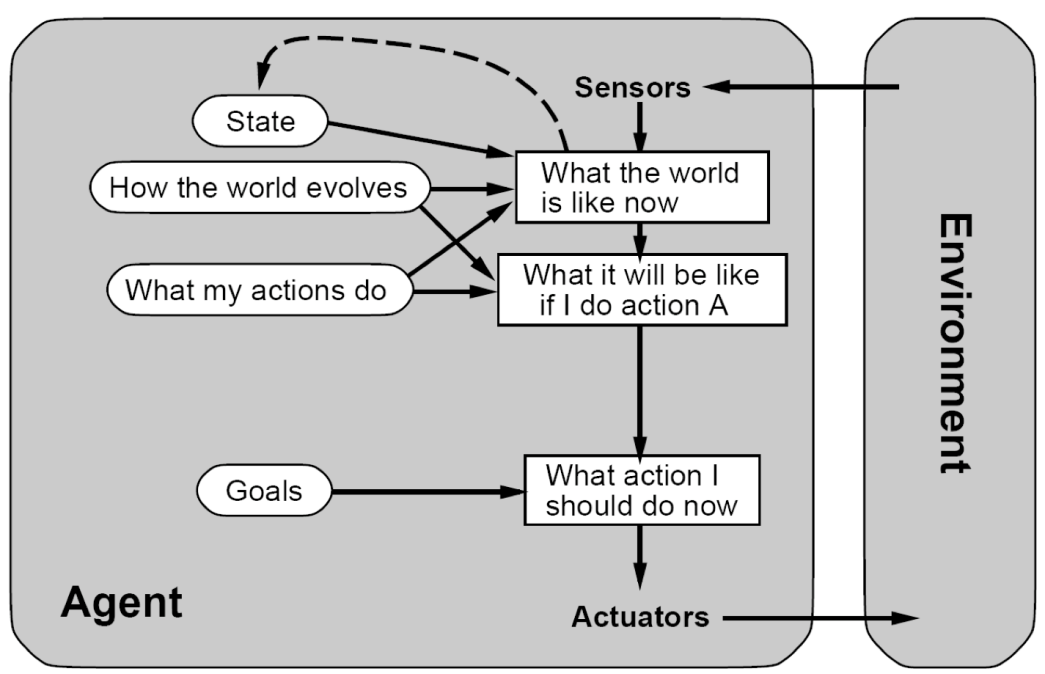 Sensors
State
What the world
is like now
How the world evolves
What it will be like
if I do action A
What my actions do
Environment
What action I
should do now
Goals
Agent
Actuators